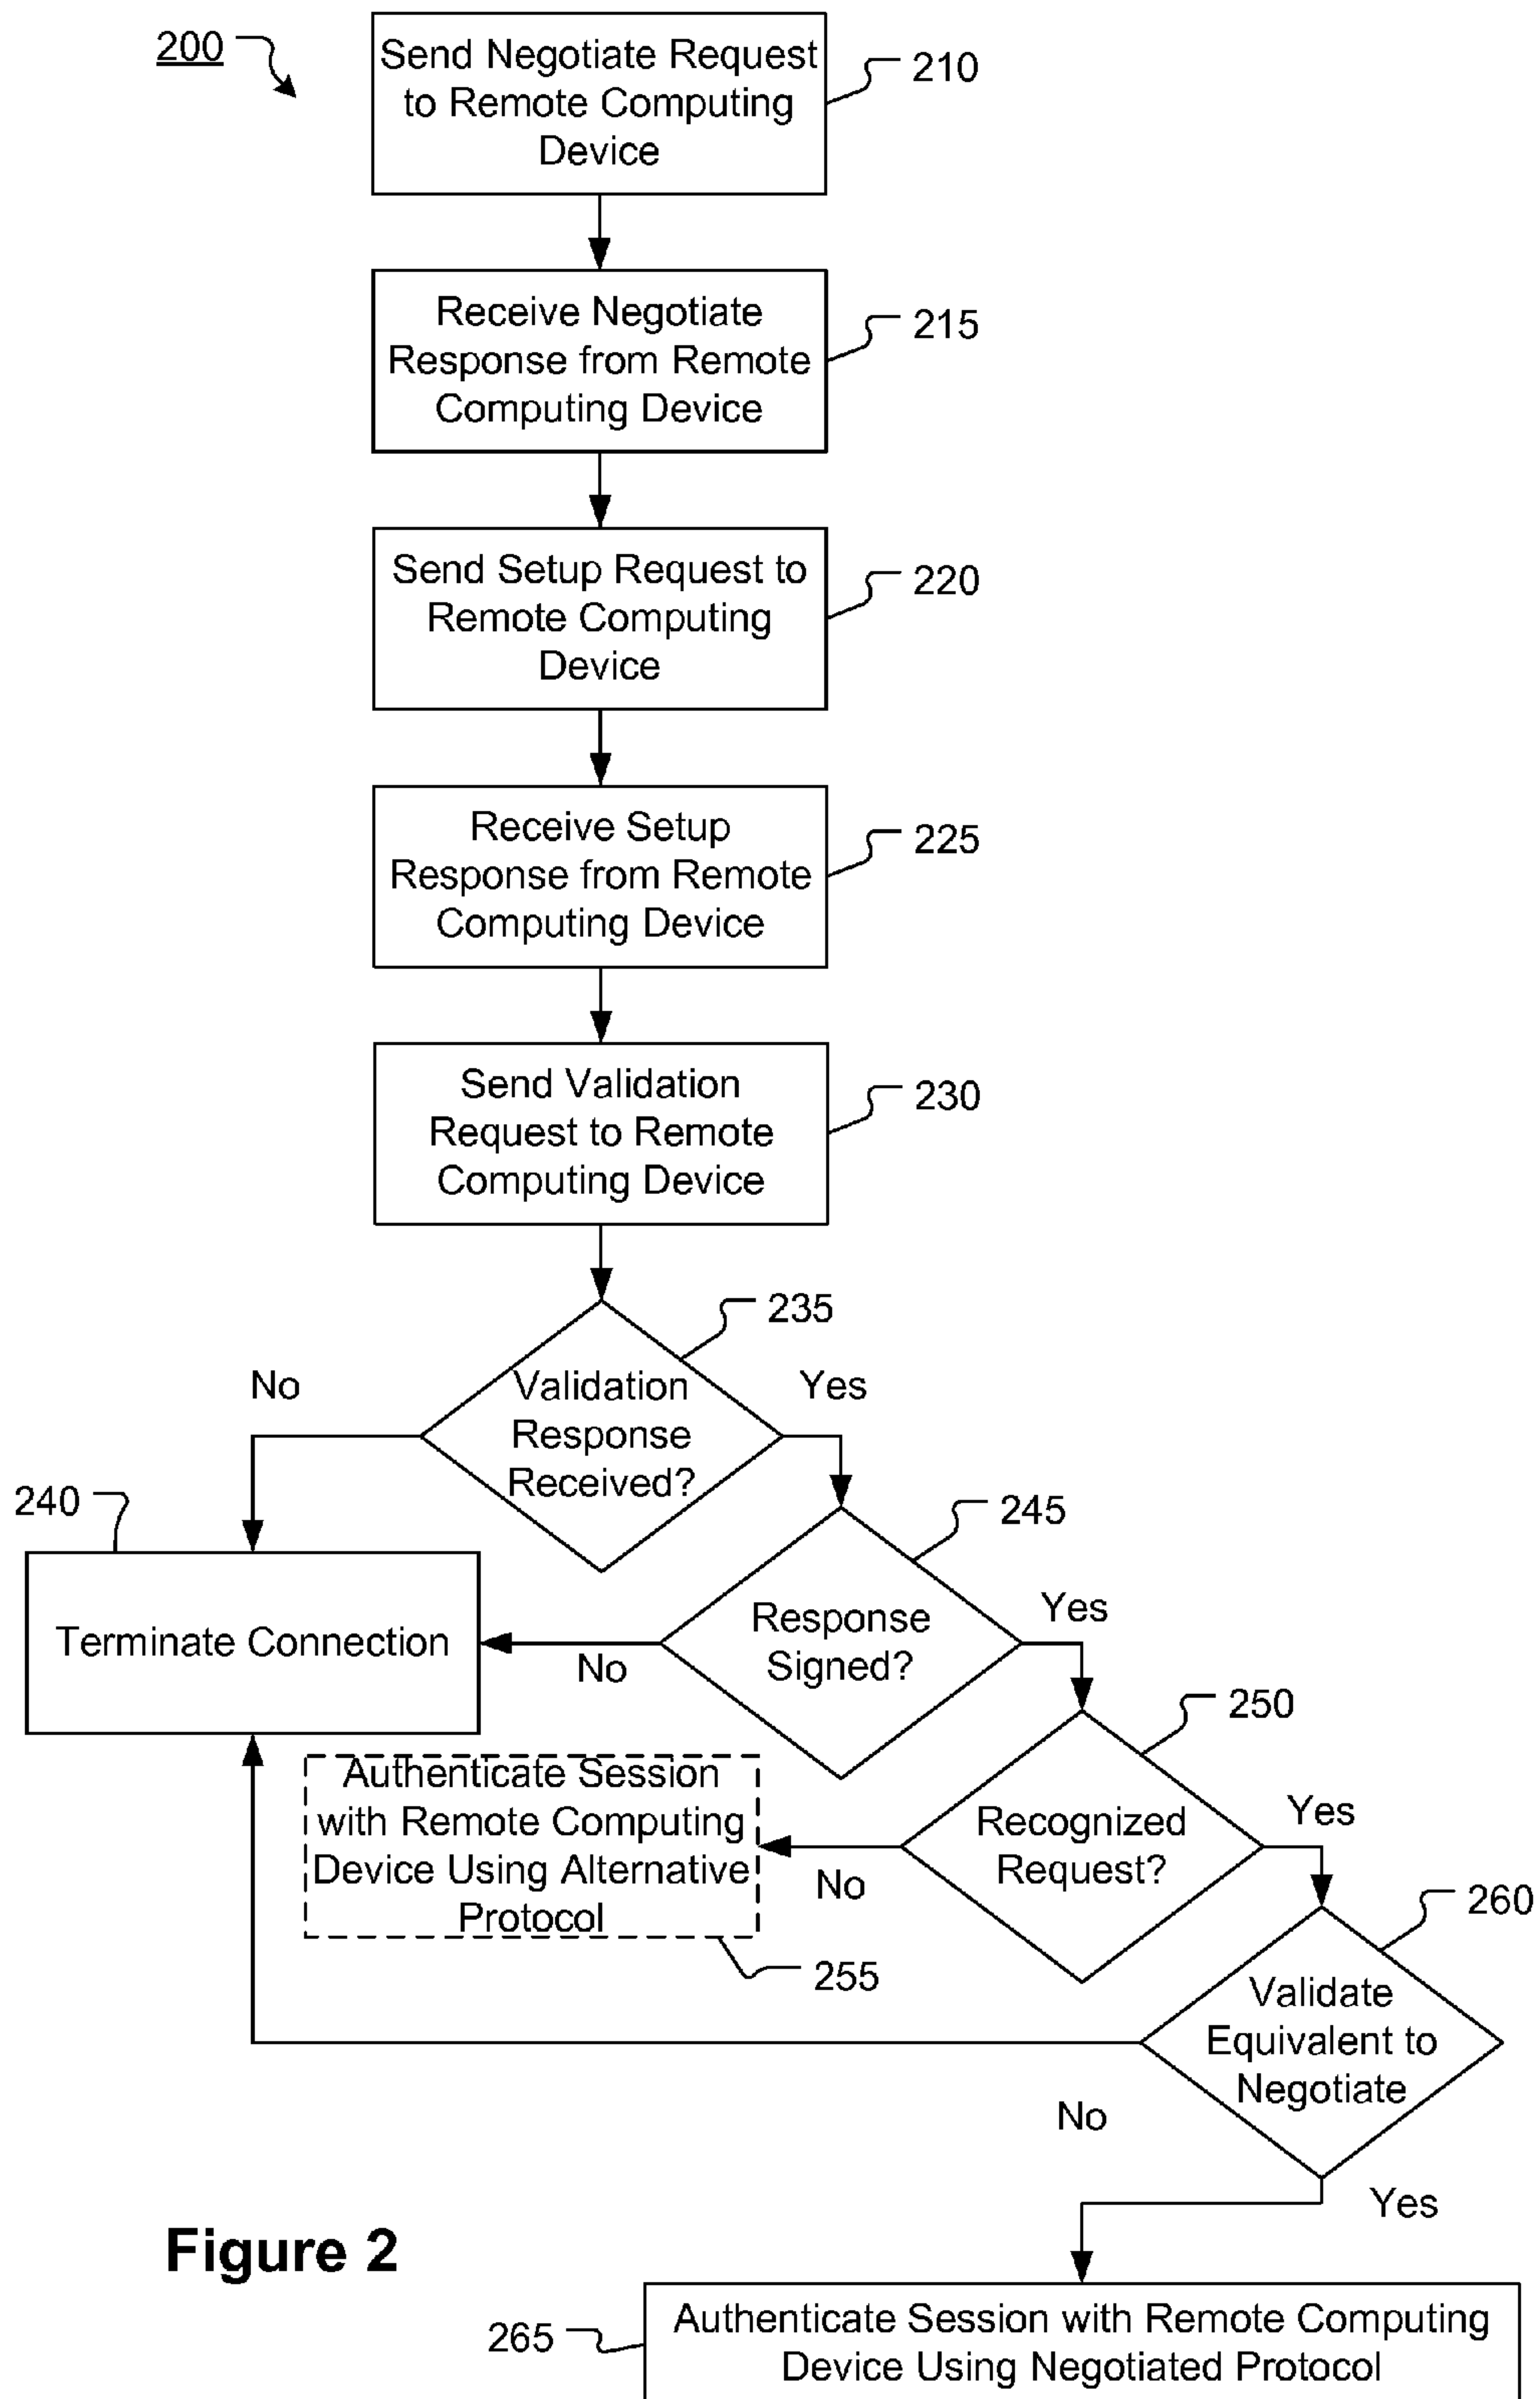 200
Send Negotiate Request
to Remote Computing
Device
210
Receive Negotiate
Response from Remote
Computing Device
215
Send Setup Request to
Remote Computing
Device
220
Receive Setup
Response from Remote
Computing Device
225
Send Validation
Request to Remote
Computing Device
230
235
No
Validation
Response
Received?
Yes
240
Terminate Connection
245
Response
Signed?
No
Yes
250
Recognized
Request?
No
Yes
Authenticate Session
with Remote Computing
Device Using Alternative
Protocol
255
260
Validate
Equivalent to
Negotiate
No
Yes
Figure 2
265
Authenticate Session with Remote Computing
Device Using Negotiated Protocol